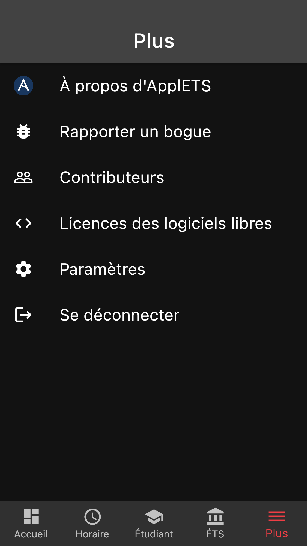 Plus
À propos d'ApplETS
Rapporter un bogue
Contributeurs
Licences des logiciels libres
Paramètres
Se déconnecter
Accueil
Horaire
Étudiant
ÉTS
Plus